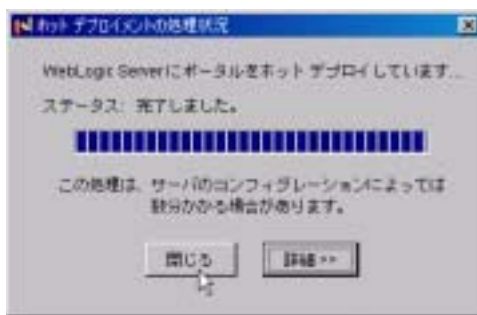 ホット デプロイメントの処理状況
WebLogic Serverにポータルをホット デプロイしています...
ステータス: 完了しました。
この処理は、サーバのコンフィグレーションによっては
数分かかる場合があります。
閉じる
詳細 >>